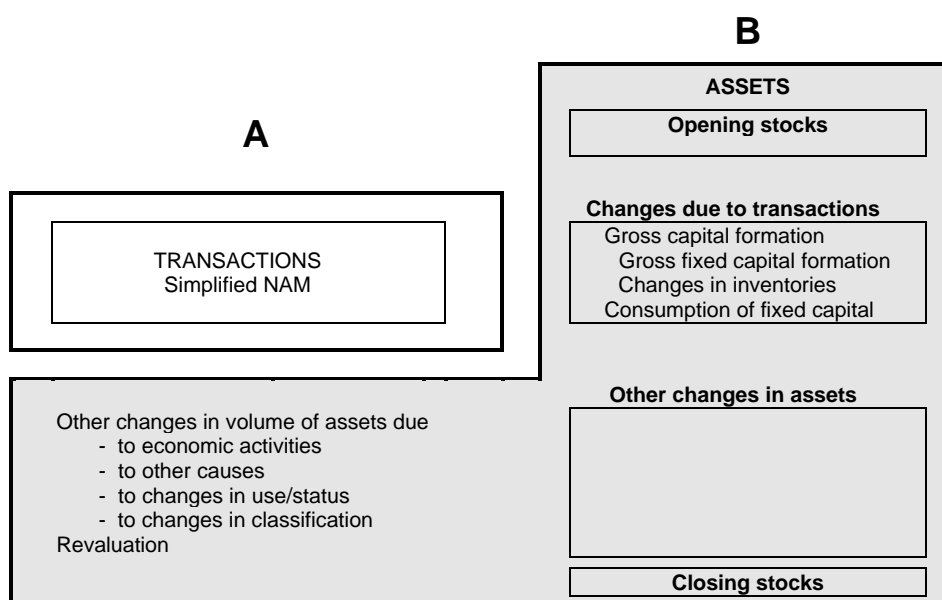 B
ASSETS
Opening stocks
A
Changes due to transactions
Gross capital formation
Gross fixed capital formation
Changes in inventories
Consumption of fixed capital
TRANSACTIONS
Simplified NAM
Other changes in assets
Other changes in volume of assets due
- to economic activities
- to other causes
- to changes in use/status
- to changes in classification
Revaluation
Closing stocks